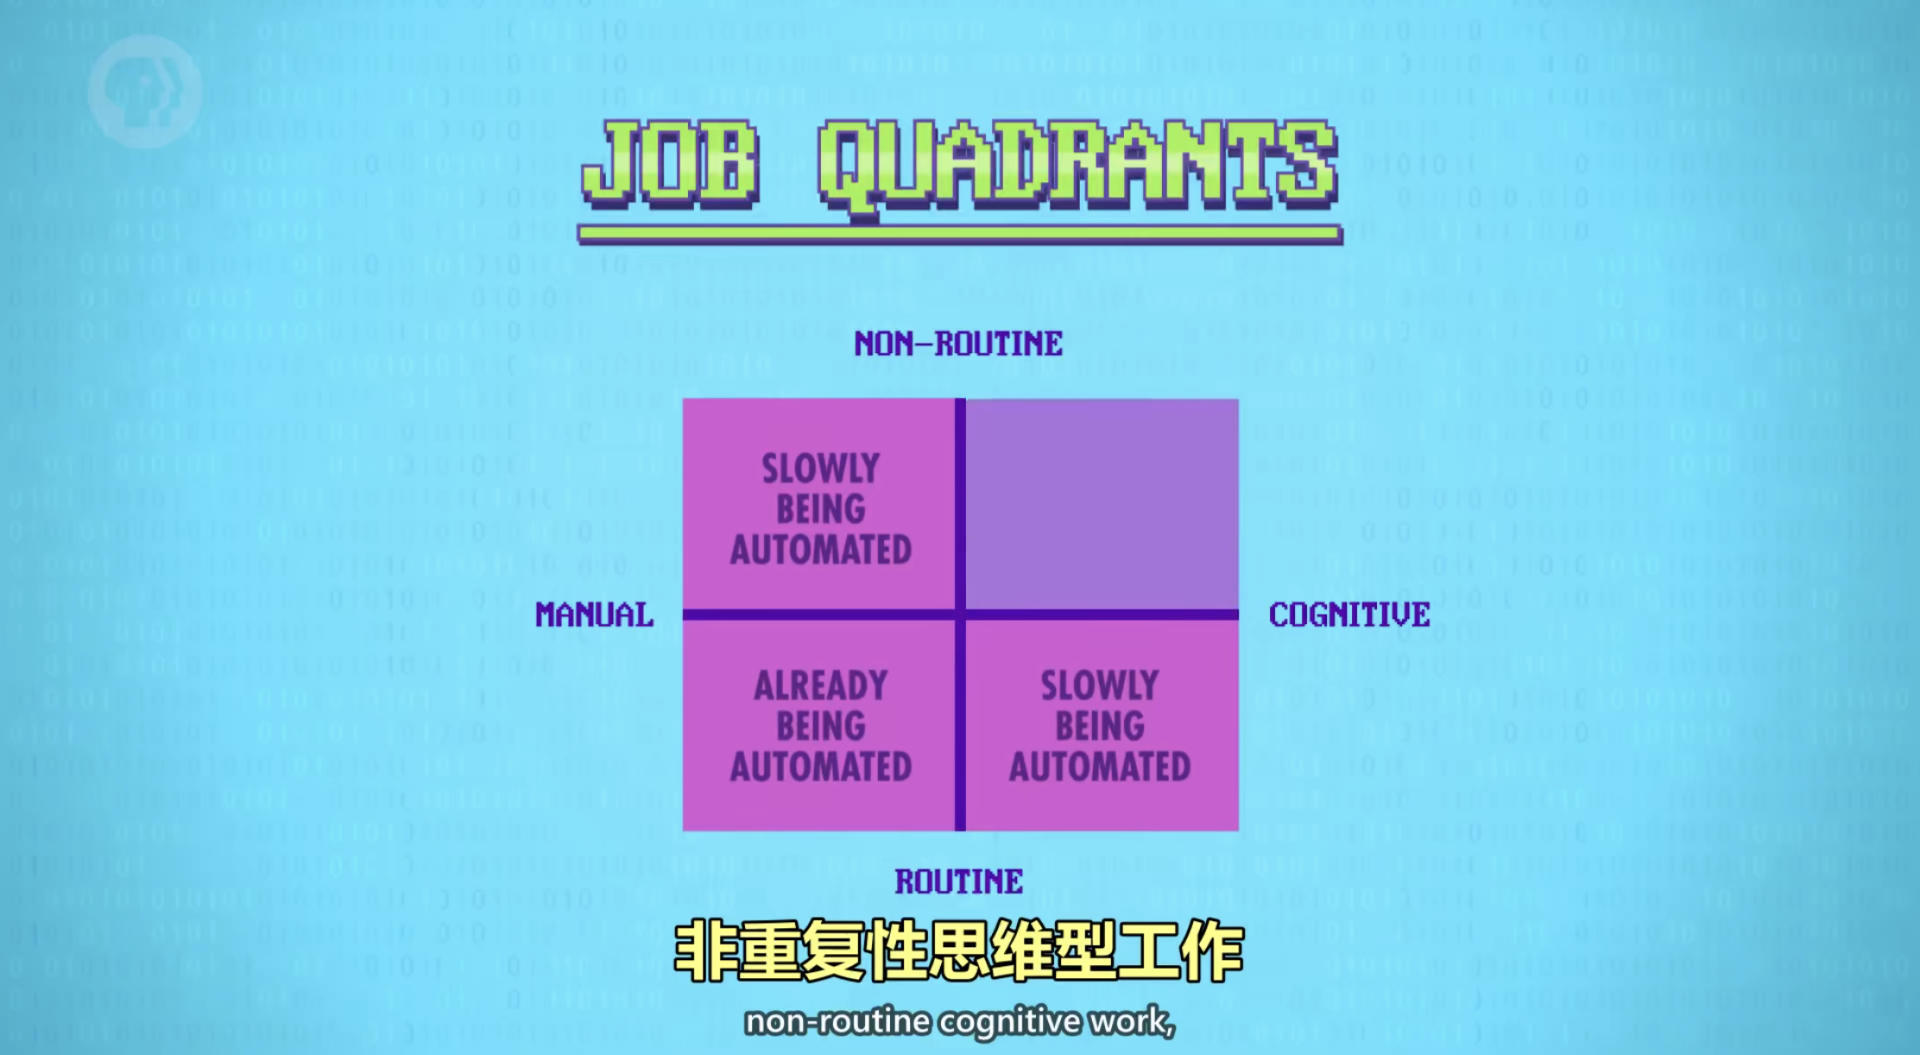 JOB QUADRANTS
NON-ROUTINE
SLOWLY
BEING
AUTOMATED
MANUAL
COGNITIVE
ALREADY
BEING
AUTOMATED
SLOWLY
BEING
AUTOMATED
ROUTINE
非重复性思维型工作
non-routine cognitive work,